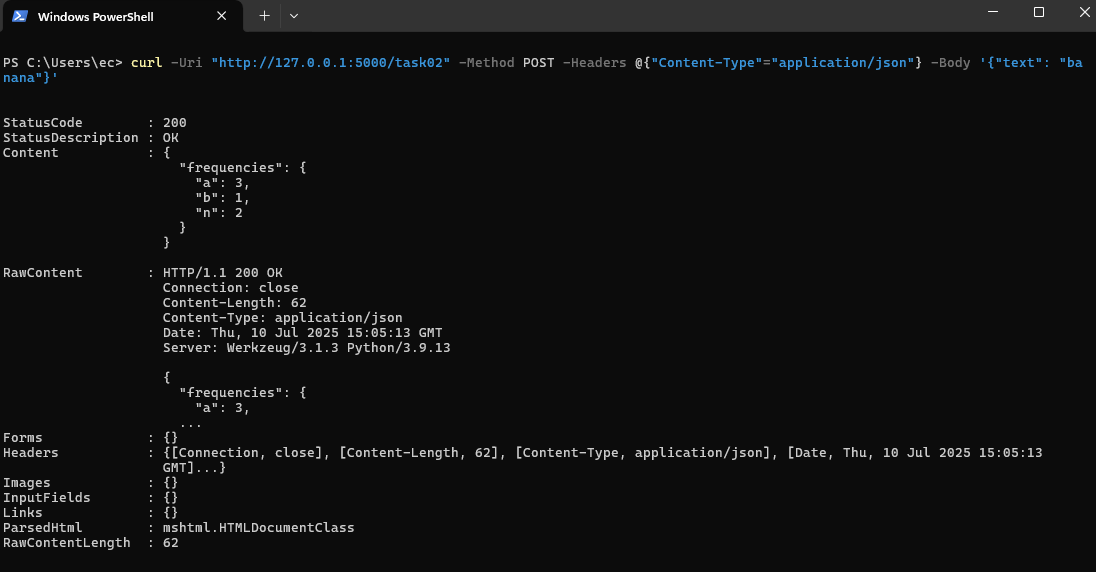 Windows PowerShell
PS C:\Users\ec> curl -Uri "http://127.0.0.1:5000/task02" -Method POST -Headers @{"Content-Type"="application/json"} -Body '{"text": "ba
nana"}'
StatusCode        : 200
StatusDescription : OK
Content           : {
                      "frequencies": {
                        "a": 3,
                        "b": 1,
                        "n": 2
                      }
                    }
RawContent        : HTTP/1.1 200 OK
                    Connection: close
                    Content-Length: 62
                    Content-Type: application/json
                    Date: Thu, 10 Jul 2025 15:05:13 GMT
                    Server: Werkzeug/3.1.3 Python/3.9.13
                    {
                      "frequencies": {
                        "a": 3,
                      ...
Forms             : {}
Headers           : {[Connection, close], [Content-Length, 62], [Content-Type, application/json], [Date, Thu, 10 Jul 2025 15:05:13
                    GMT]...}
Images            : {}
InputFields       : {}
Links             : {}
ParsedHtml        : mshtml.HTMLDocumentClass
RawContentLength  : 62